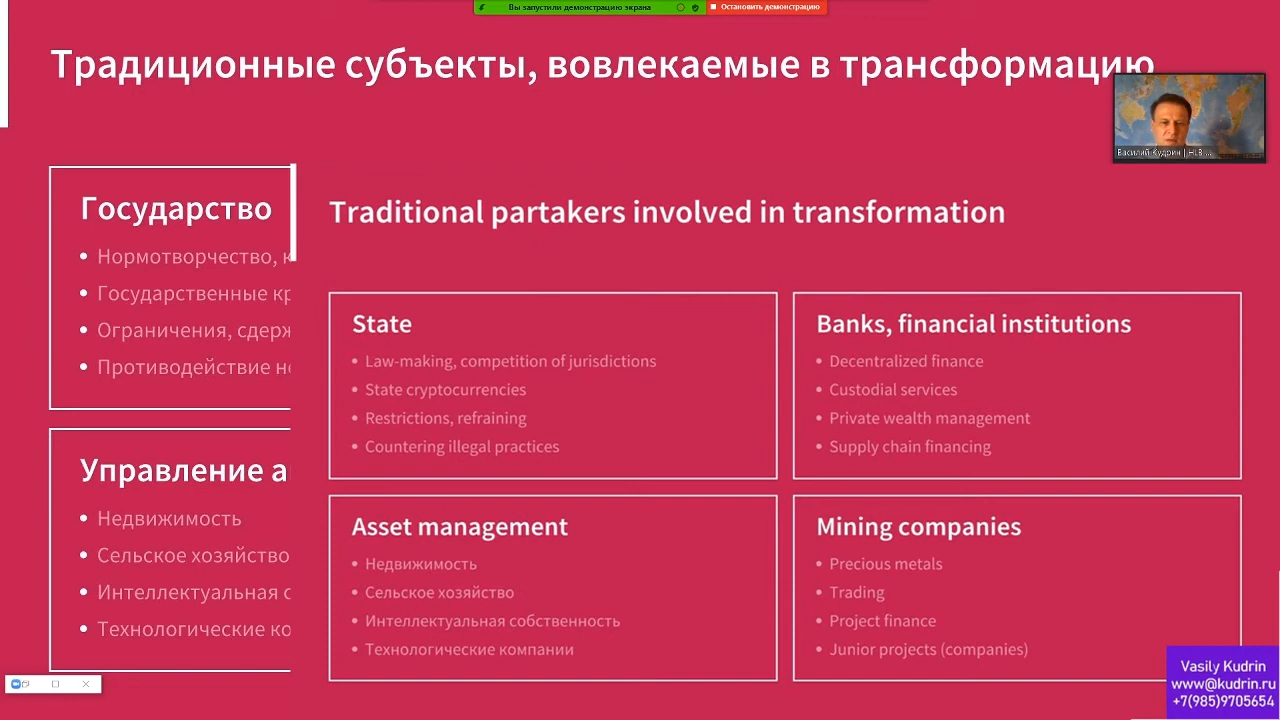 Вы запустили демонстрацию экрана
Остановить демонстрацию
Традиционные субъекты, вовлекаемые в трансформацию
Василий Кудрин | HLB ...
Государство
Нормотворчество,
Государственные
Ограничения,
Противодействие
Управление
Недвижимость
Сельское хозяйство
Интеллектуальная
Технологические
Traditional partakers involved in transformation
State
Law-making, competition of jurisdictions
State cryptocurrencies
Restrictions, refraining
Countering illegal practices
Banks, financial institutions
Decentralized finance
Custodial services
Private wealth management
Supply chain financing
Asset management
Недвижимость
Сельское хозяйство
Интеллектуальная собственность
Технологические компании
Mining companies
Precious metals
Trading
Project finance
Junior projects (companies)
Vasily Kudrin
www@kudrin.ru
+7(985)9705654